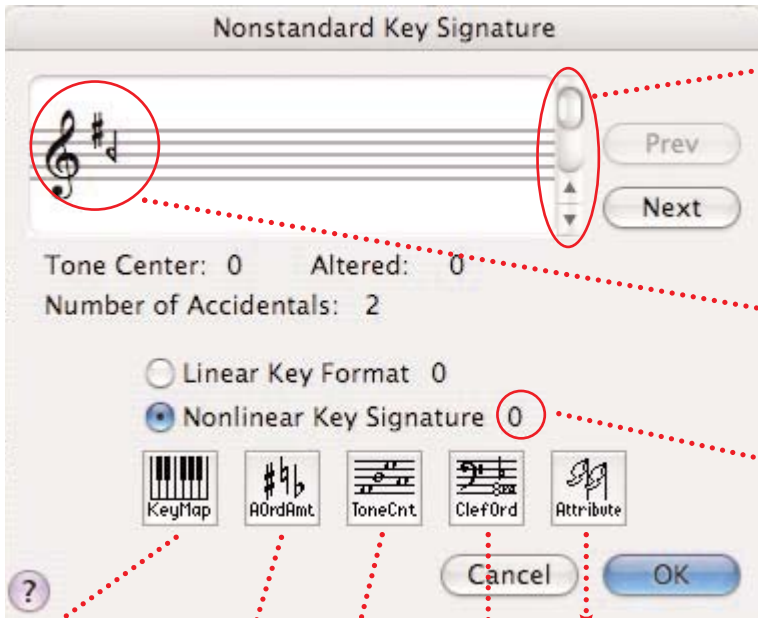 Nonstandard Key Signature
Prev
Next
Tone Center: 0 Altered: 0
Number of Accidentals: 2
Linear Key Format 0
Nonlinear Key Signature 0
KeyMap AOrdAmt ToneCnt ClefOrd Attribute
? Cancel OK